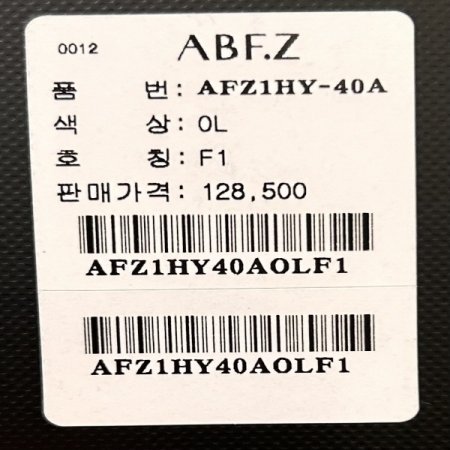 0012 ABF.Z
품 번: AFZ1HY-40A
색 상: OL
호 칭: F1
판매가격: 128,500
AFZ1HY40AOLF1
AFZ1HY40AOLF1